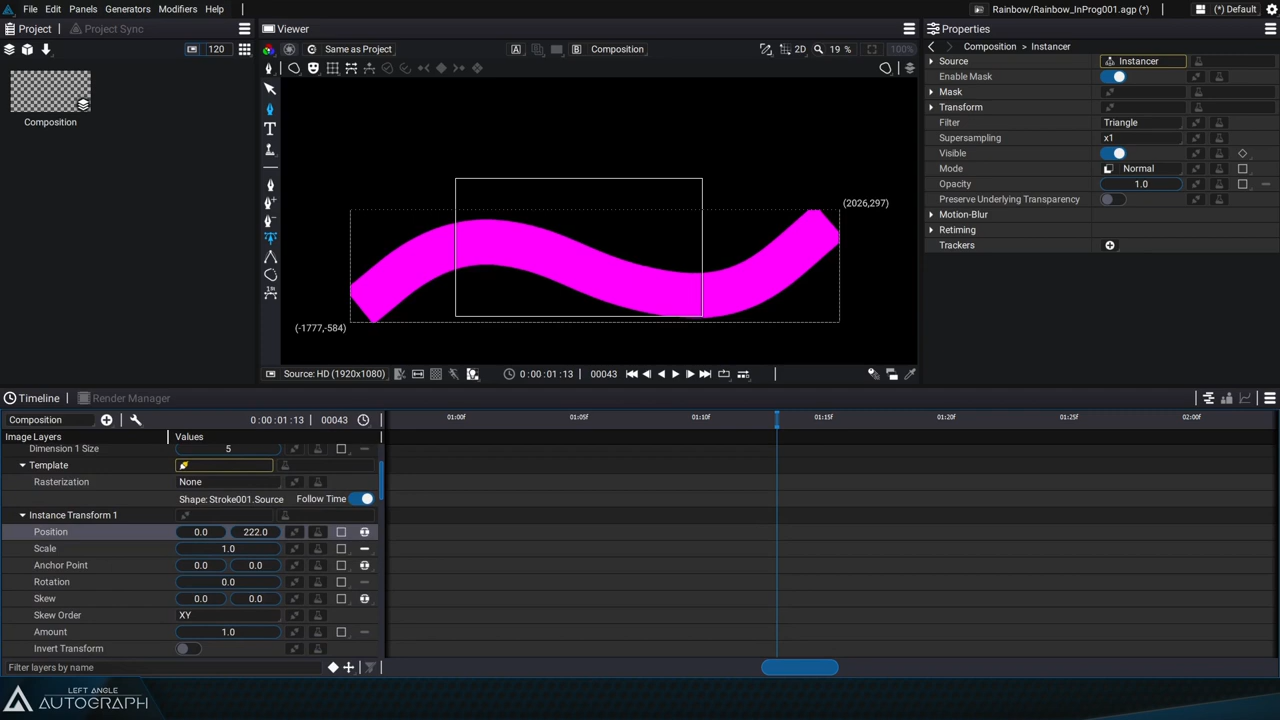 File Edit Panels Generators Modifiers Help
Rainbow/Rainbow_InProg001.agp (*)
(*) Default
Project
Project Sync
Viewer
Properties
120
Same as Project
A
B
Composition
2D
19 %
100%
Composition > Instancer
Composition
Source
Instancer
Enable Mask
Mask
Transform
Filter
Triangle
Supersampling
x1
Visible
Mode
Normal
Opacity
1.0
Preserve Underlying Transparency
Motion-Blur
Retiming
Trackers
(2026,297)
(-1777,-584)
1st
Source: HD (1920x1080)
0:00:01:13
00043
Timeline
Render Manager
Composition
0:00:01:13
00043
01:00f
01:05f
01:10f
01:15f
01:20f
01:25f
02:00f
Image Layers
Values
Dimension 1 Size
5
Template
Rasterization
None
Shape: Stroke001.Source
Follow Time
Instance Transform 1
Position
0.0
222.0
Scale
1.0
Anchor Point
0.0
0.0
Rotation
0.0
Skew
0.0
0.0
Skew Order
XY
Amount
1.0
Invert Transform
Filter layers by name
LEFT ANGLE
AUTOGRAPH